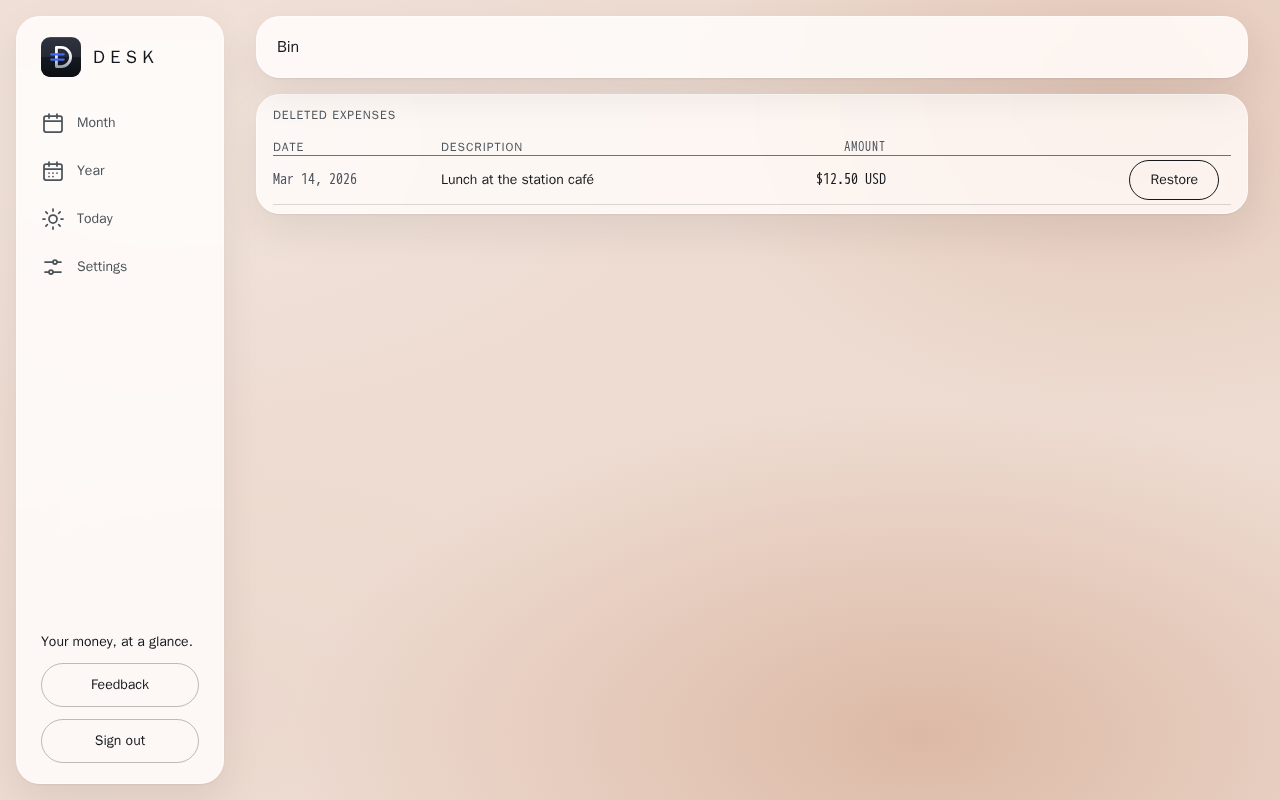 DESK
Month
Year
Today
Settings
Your money, at a glance.
Feedback
Sign out
Bin
DELETED EXPENSES
DATE DESCRIPTION AMOUNT
Mar 14, 2026 Lunch at the station café $12.50 USD Restore